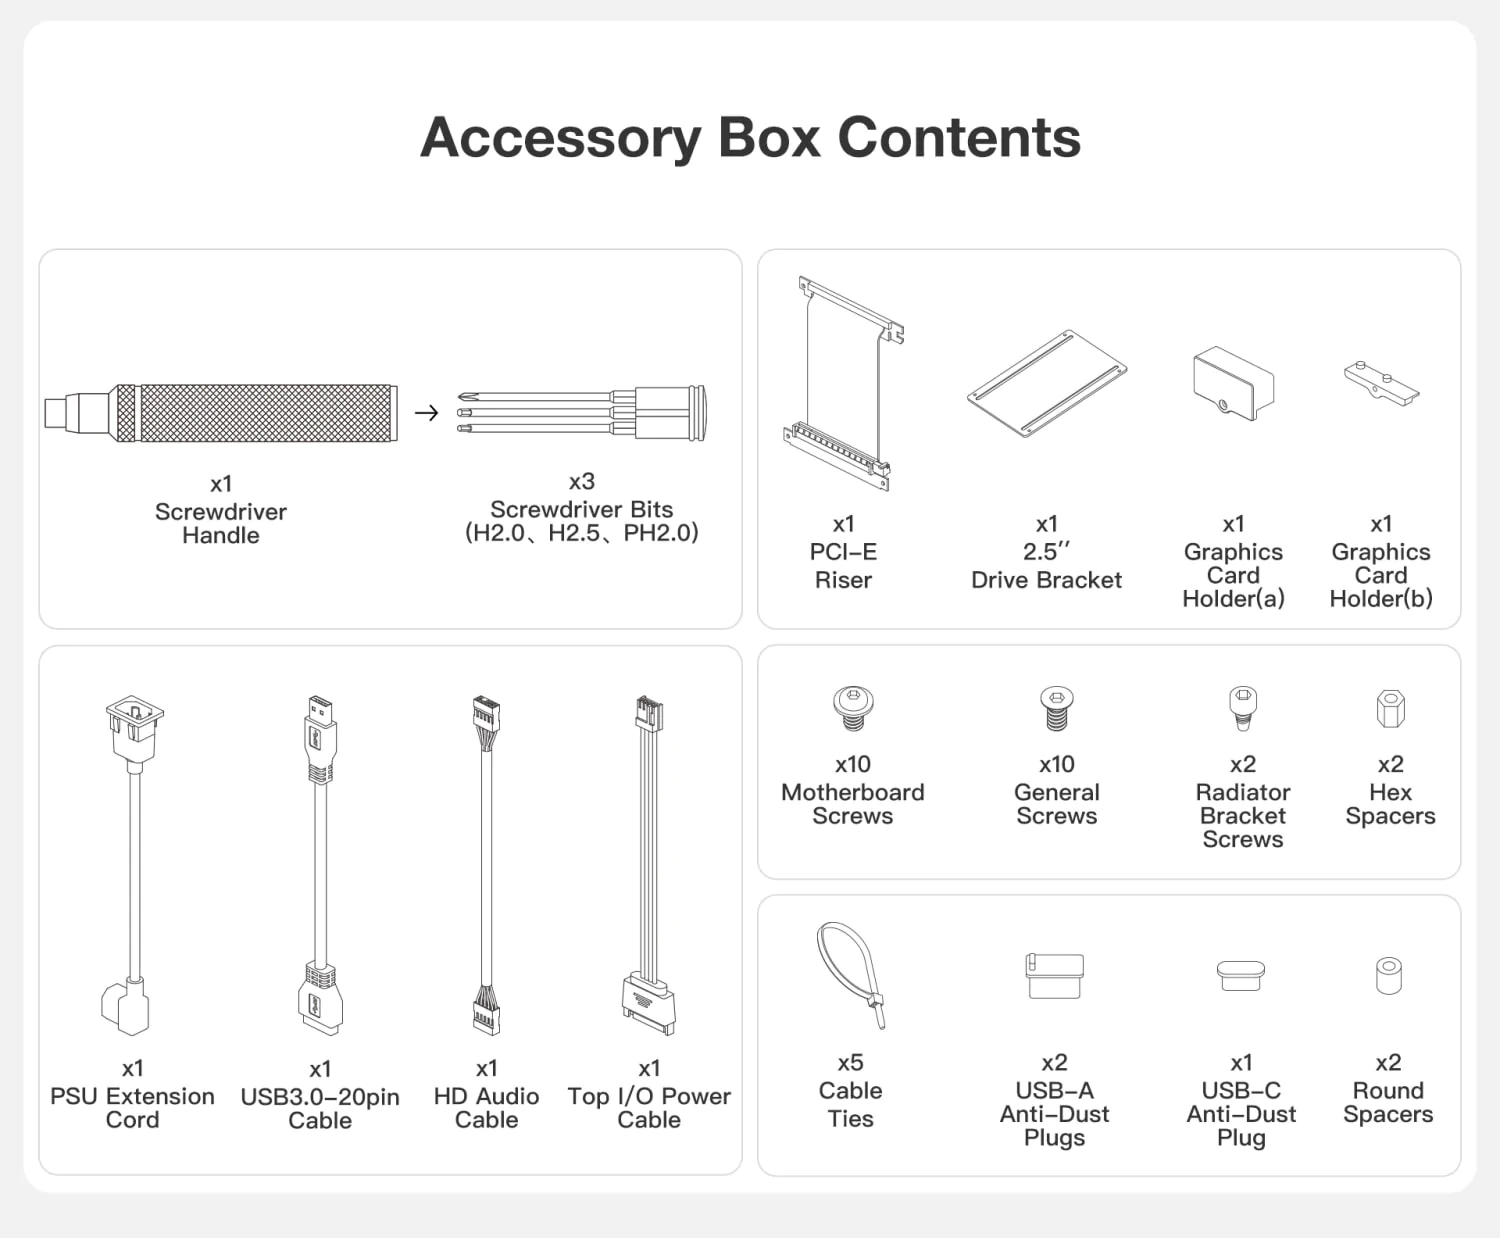 Accessory Box Contents
x1
Screwdriver
Handle
x3
Screwdriver Bits
(H2.0、H2.5、PH2.0)
x1
PCI–E
Riser
x1
2.5′′
Drive Bracket
x1
Graphics
Card
Holder(a)
x1
Graphics
Card
Holder(b)
x1
PSU Extension
Cord
x1
USB3.0–20pin
Cable
x1
HD Audio
Cable
x1
Top I/O Power
Cable
x10
Motherboard
Screws
x10
General
Screws
x2
Radiator
Bracket
Screws
x2
Hex
Spacers
x5
Cable
Ties
x2
USB–A
Anti–Dust
Plugs
x1
USB–C
Anti–Dust
Plug
x2
Round
Spacers